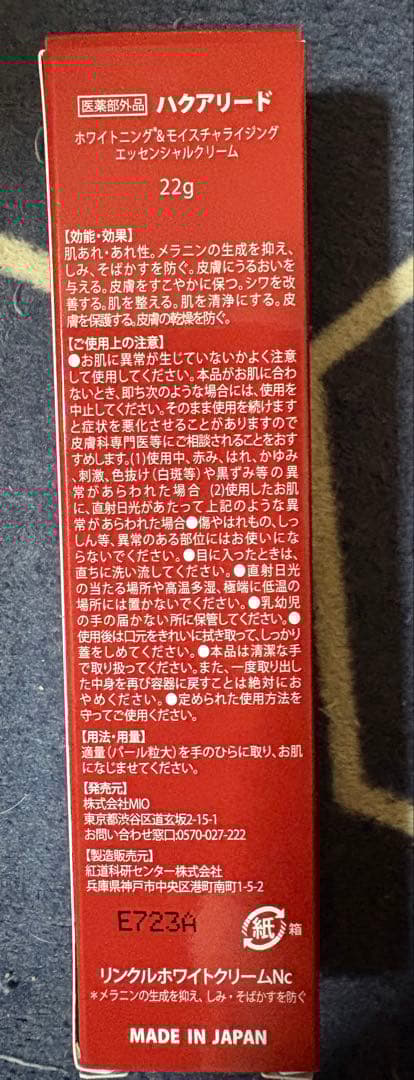 医薬部外品 ハクアリード
ホワイトニング*&モイスチャライジング
エッセンシャルクリーム
22g
【効能・効果】
肌あれ・あれ性。メラニンの生成を抑え、
しみ、そばかすを防ぐ。皮膚にうるおいを
与える。皮膚をすこやかに保つ。シワを改
善する。肌を整える。肌を清浄にする。皮
膚を保護する。皮膚の乾燥を防ぐ。
【ご使用上の注意】
●お肌に異常が生じていないかよく注意
して使用してください。本品がお肌に合わ
ないとき、即ち次のような場合には、使用を
中止してください。そのまま使用を続けます
と症状を悪化させることがありますので
皮膚科専門医等にご相談されることをおす
すめします。(1)使用中、赤み、はれ、かゆみ
、刺激、色抜け(白斑等)や黒ずみ等の異
常があらわれた場合 (2)使用したお肌
に、直射日光があたって上記のような異
常があらわれた場合●傷やはれもの、しっ
しん等、異常のある部位にはお使いにな
らないでください。●目に入ったときは、
直ちに洗い流してください。●直射日光
の当たる場所や高温多湿、極端に低温の
場所には置かないでください。●乳幼児
の手の届かない所に保管してください。●
使用後は口元をきれいに拭き取って、しっかり
蓋をしめてください。●本品は清潔な手
で取り扱ってください。また、一度取り出し
た中身を再び容器に戻すことは絶対にお
やめください。●定められた使用方法を
守ってご使用ください。
【用法・用量】
適量(パール粒大)を手のひらに取り、お肌
になじませてください。
【発売元】
株式会社MIO
東京都渋谷区道玄坂2-15-1
お問い合わせ窓口:0570-027-222
【製造販売元】
紅道科研センター株式会社
兵庫県神戸市中央区港町南町1-5-2
E723A
紙 箱
リンクルホワイトクリームNc
*メラニンの生成を抑え、しみ・そばかすを防ぐ
MADE IN JAPAN